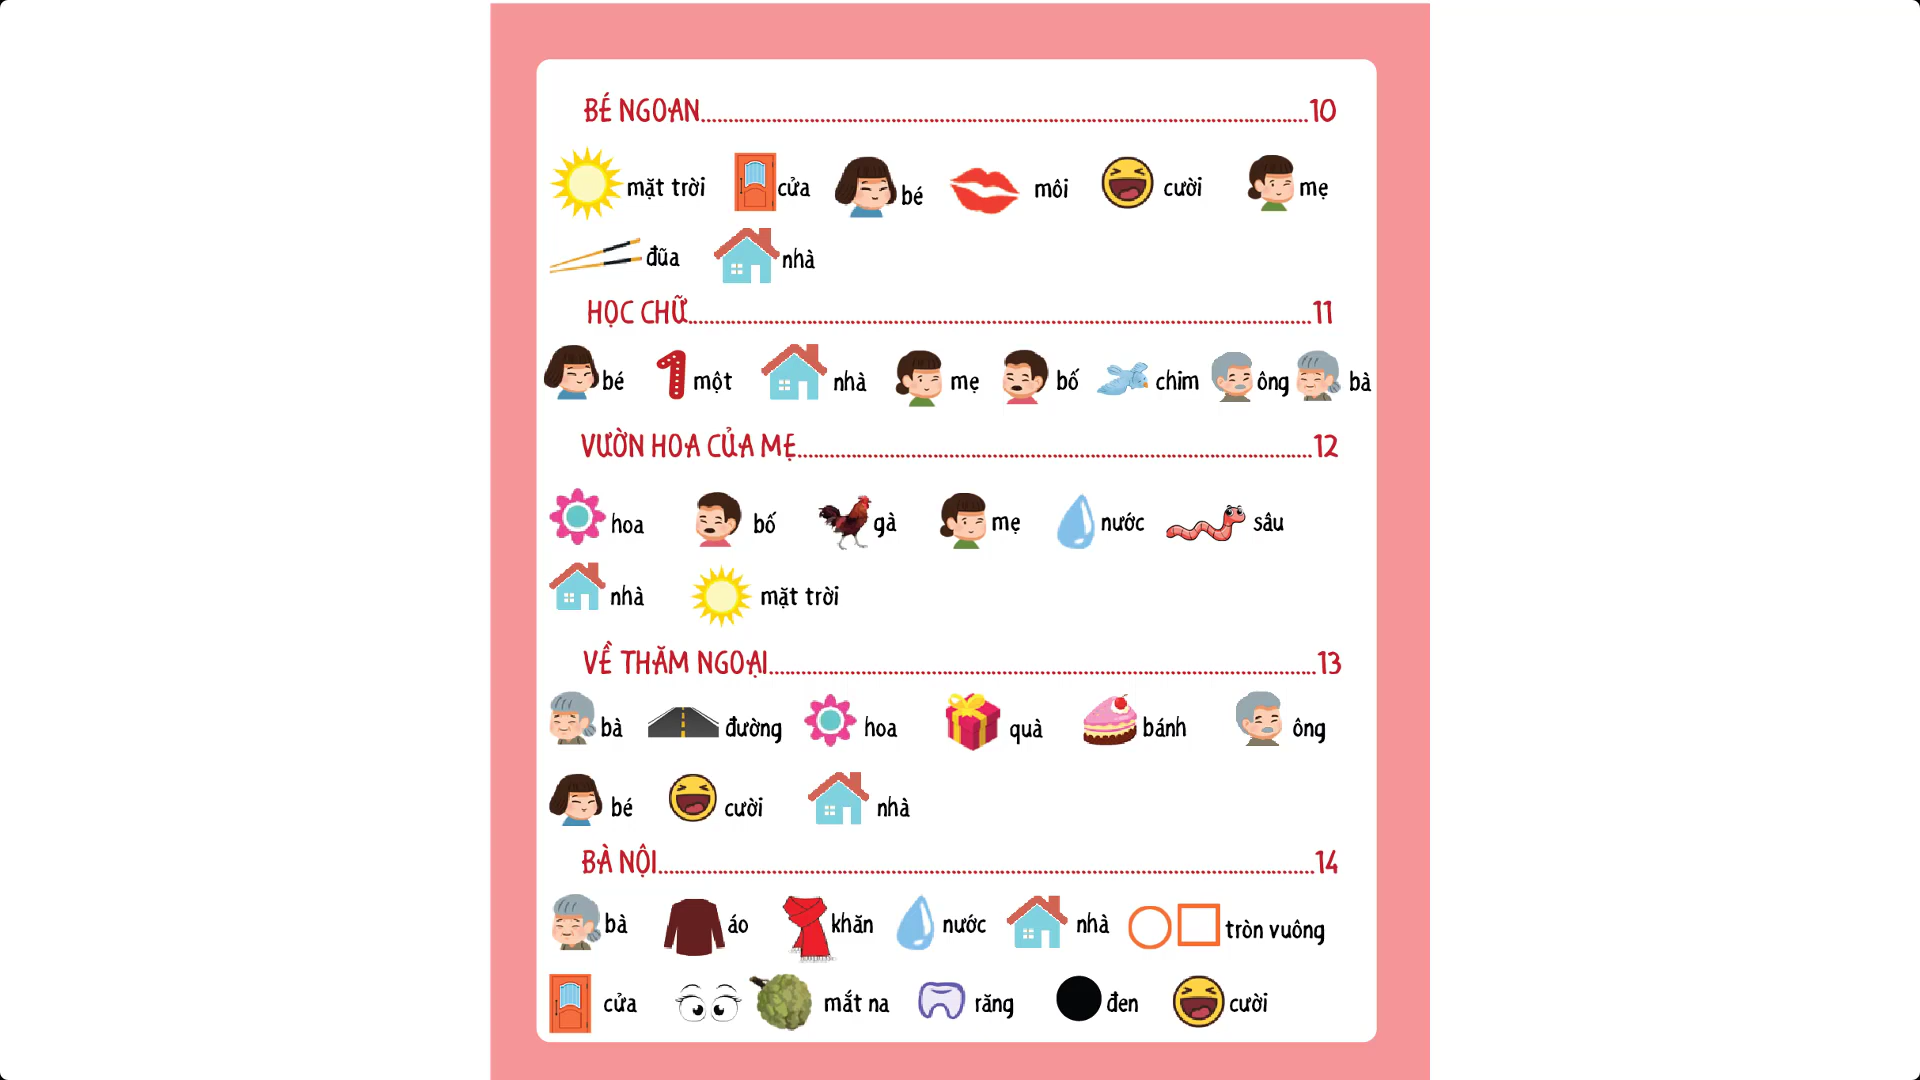 BÉ NGOAN........................................................................................................10
mặt trời cửa bé môi cười mẹ
đũa nhà
HỌC CHỮ........................................................................................................11
bé 1 một nhà mẹ bố chim ông bà
VƯỜN HOA CỦA MẸ........................................................................................12
hoa bố gà mẹ nước sâu
nhà mặt trời
VỀ THĂM NGOẠI.............................................................................................13
bà đường hoa quà bánh ông
bé cười nhà
BÀ NỘI.............................................................................................................14
bà áo khăn nước nhà tròn vuông
cửa mắt na răng đen cười